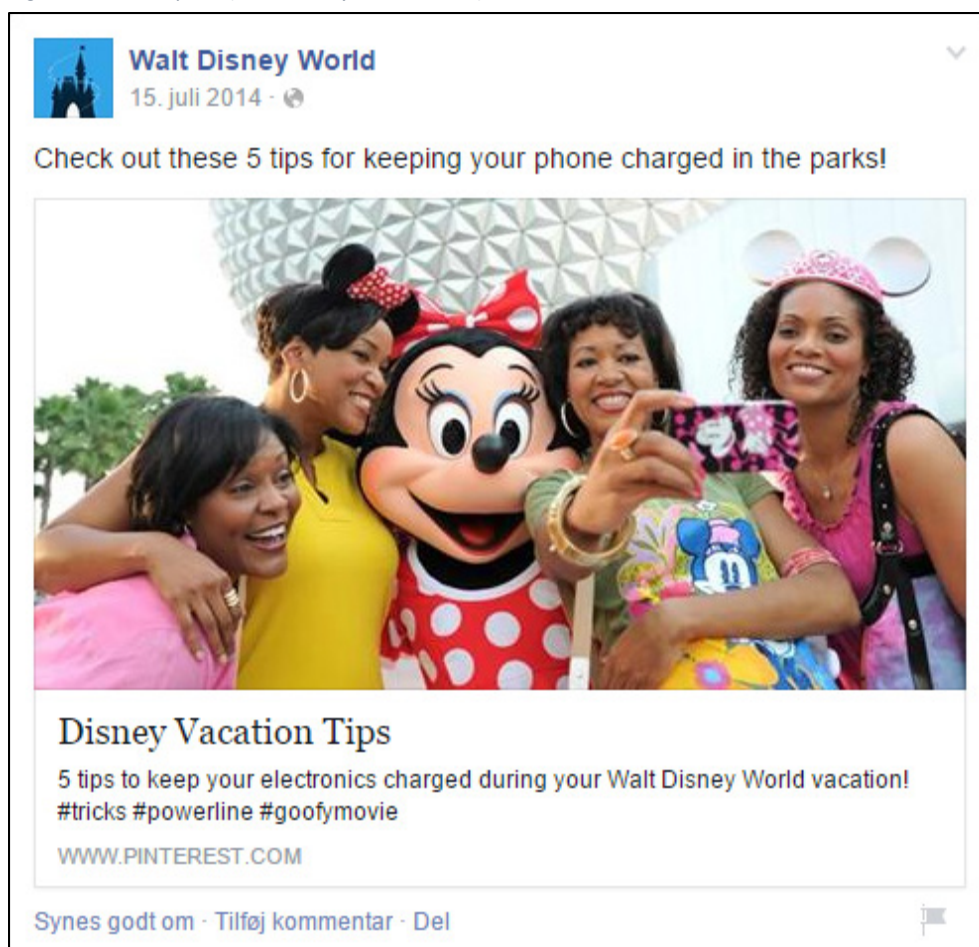 Walt Disney World
15. juli 2014 ·
Check out these 5 tips for keeping your phone charged in the parks!
Disney Vacation Tips
5 tips to keep your electronics charged during your Walt Disney World vacation!
#tricks #powerline #goofymovie
WWW.PINTEREST.COM
Synes godt om · Tilføj kommentar · Del